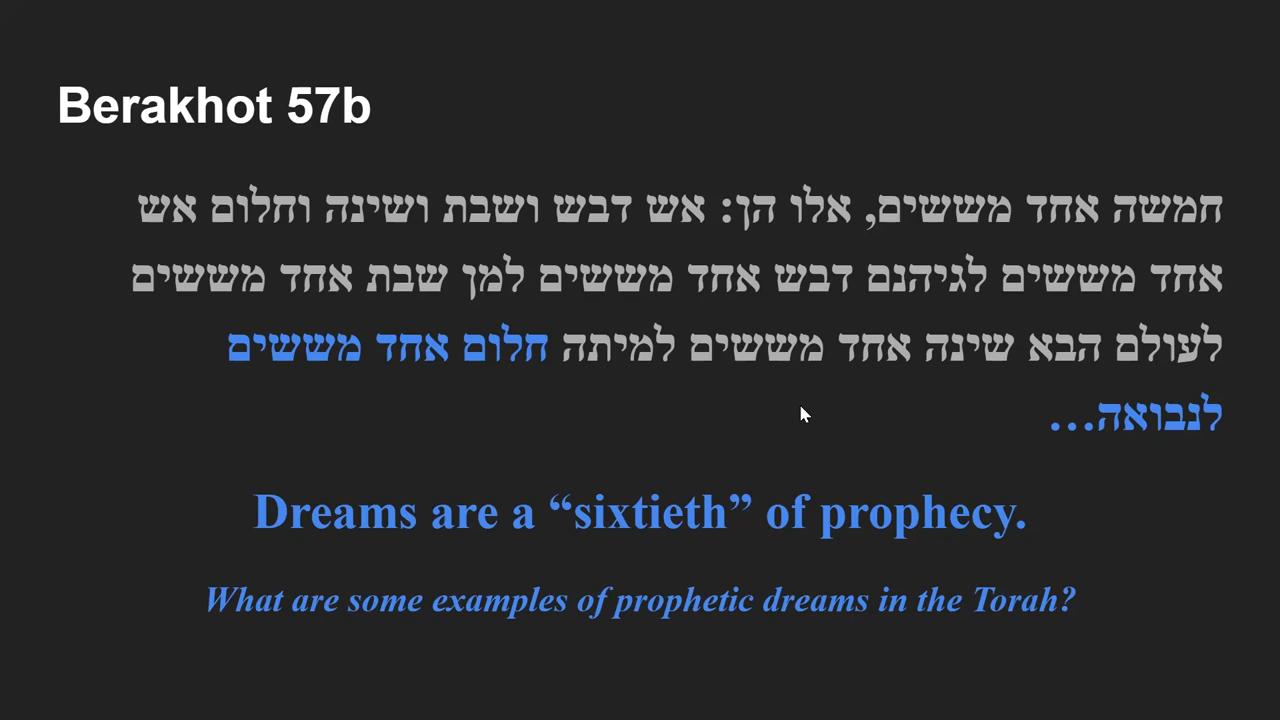 Berakhot 57b
חמשה אחד מששים, אלו הן: אש דבש ושבת ושינה וחלום אש
אחד מששים לגיהנם דבש אחד מששים למן שבת אחד מששים
לעולם הבא שינה אחד מששים למיתה חלום אחד מששים
לנבואה...
Dreams are a “sixtieth” of prophecy.
What are some examples of prophetic dreams in the Torah?